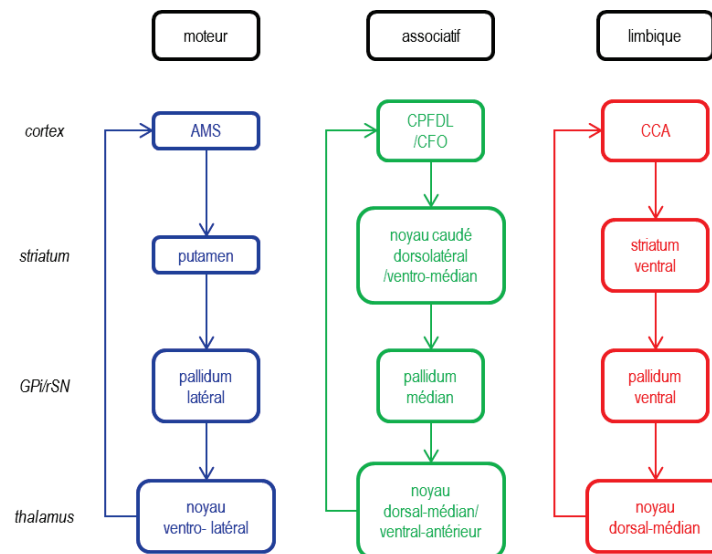 moteur
associatif
limbique
cortex
AMS
CPFDL
/CFO
CCA
striatum
putamen
noyau caudé
dorsolatéral
/ventro-médian
striatum
ventral
GPi/rSN
pallidum
latéral
pallidum
médian
pallidum
ventral
thalamus
noyau
ventro- latéral
noyau
dorsal-médian/
ventral-antérieur
noyau
dorsal-médian